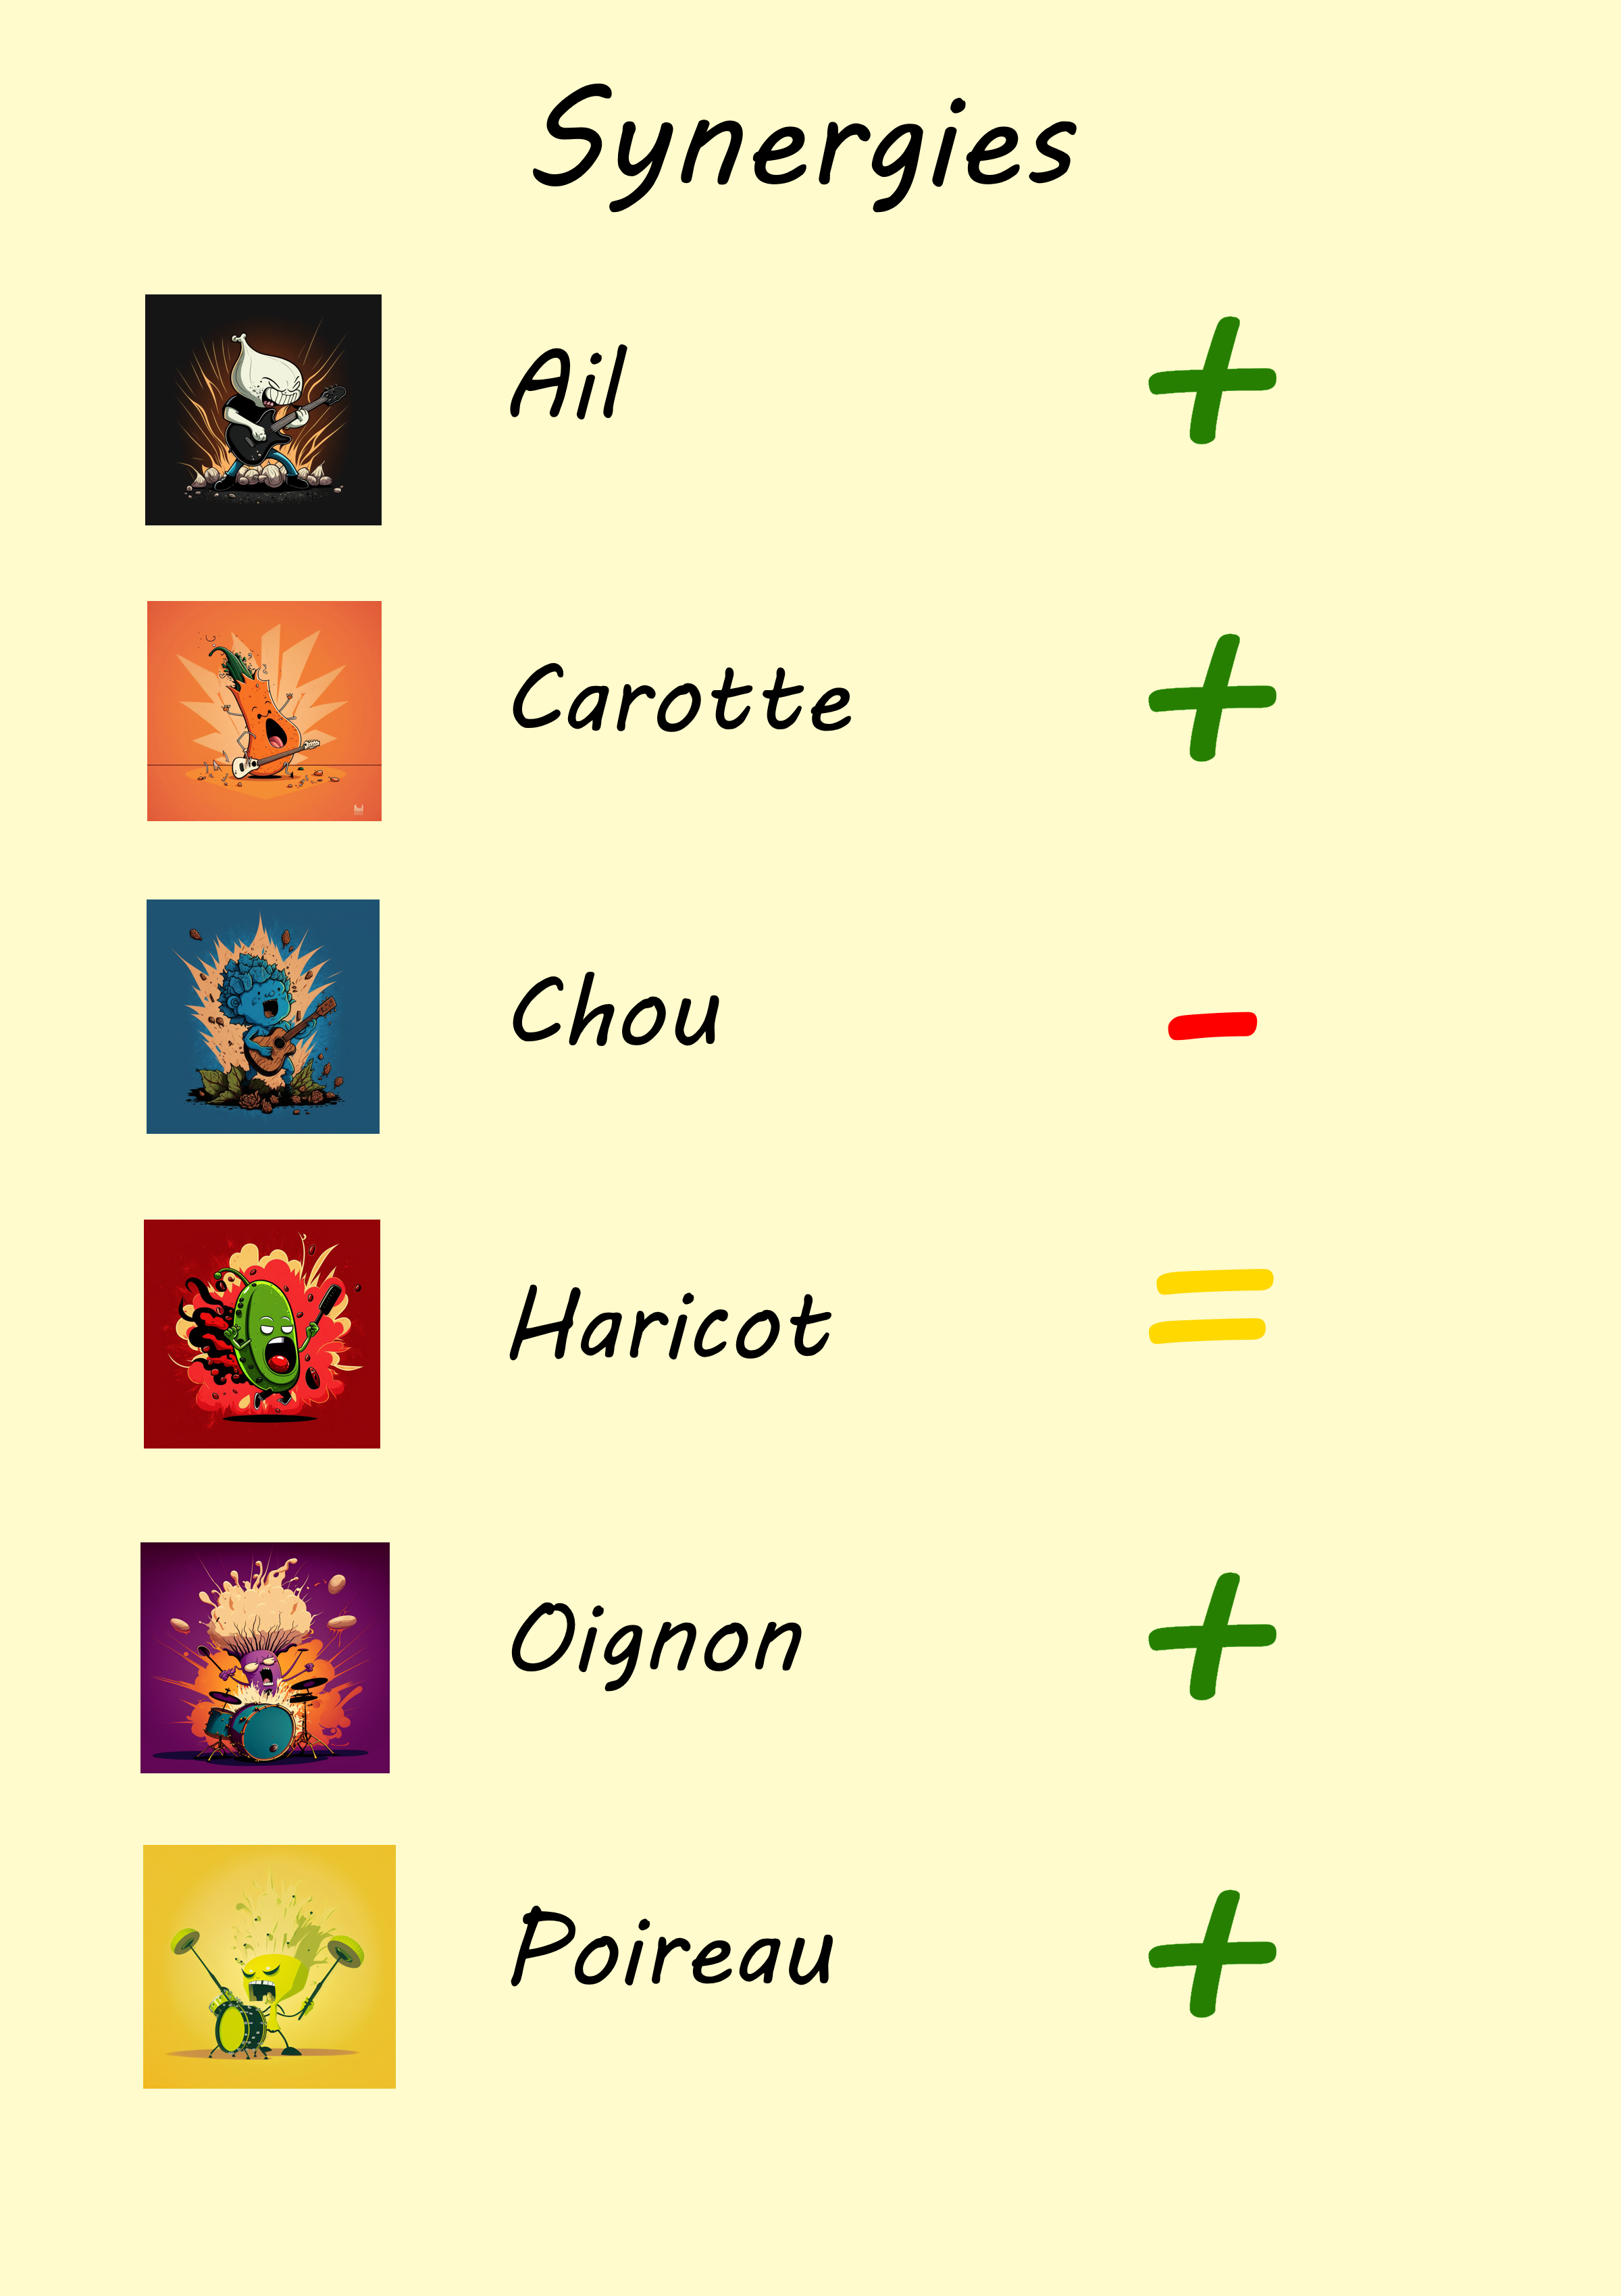 Synergies
Ail +
Carotte +
Chou -
Haricot =
Oignon +
Poireau +